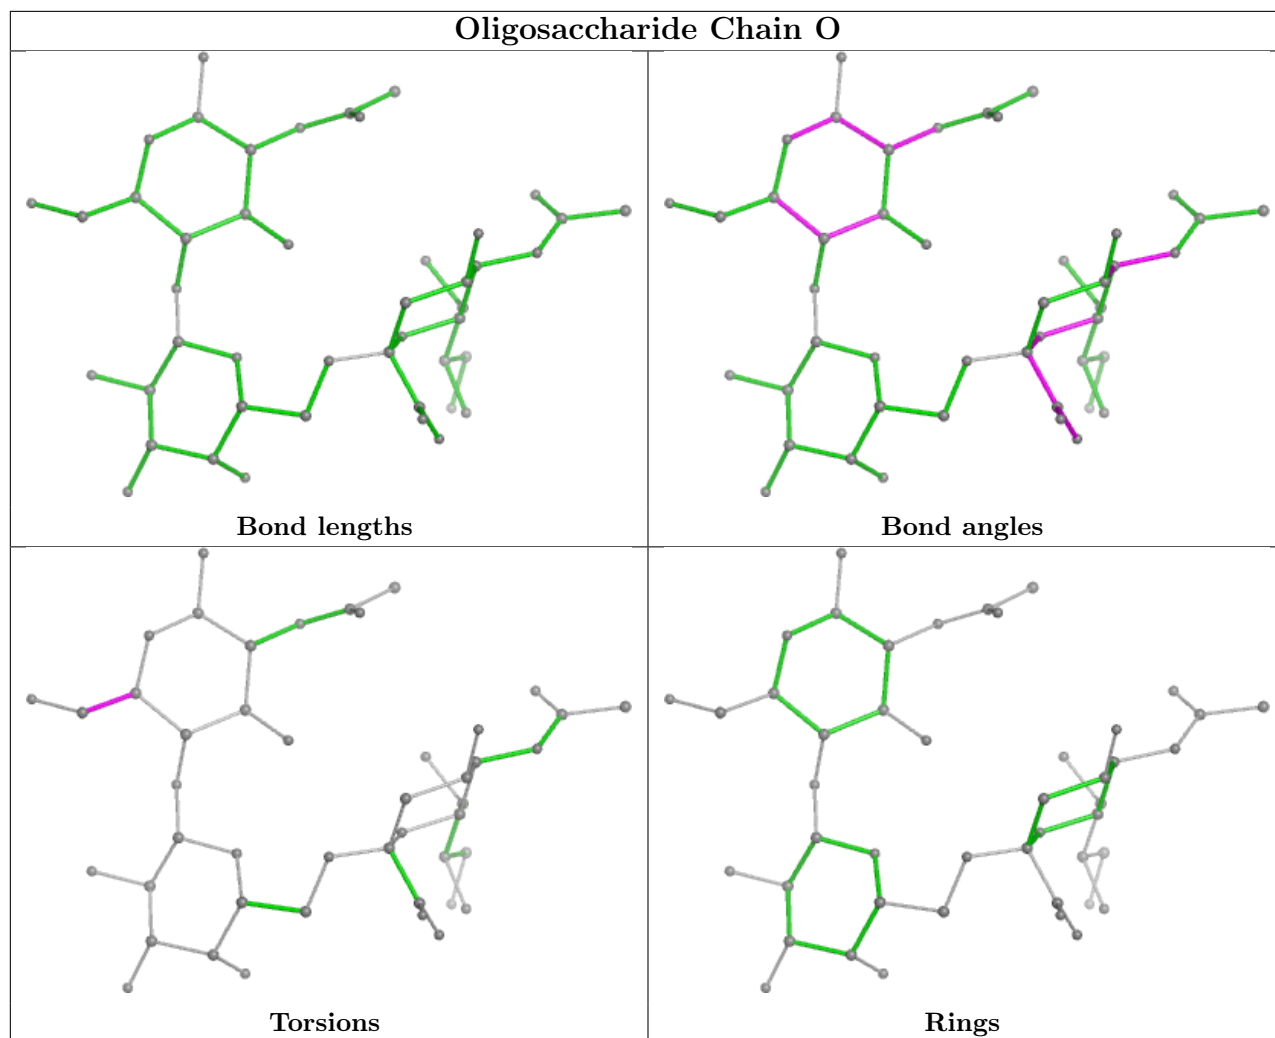 Oligosaccharide Chain O
Bond lengths
Bond angles
Torsions
Rings